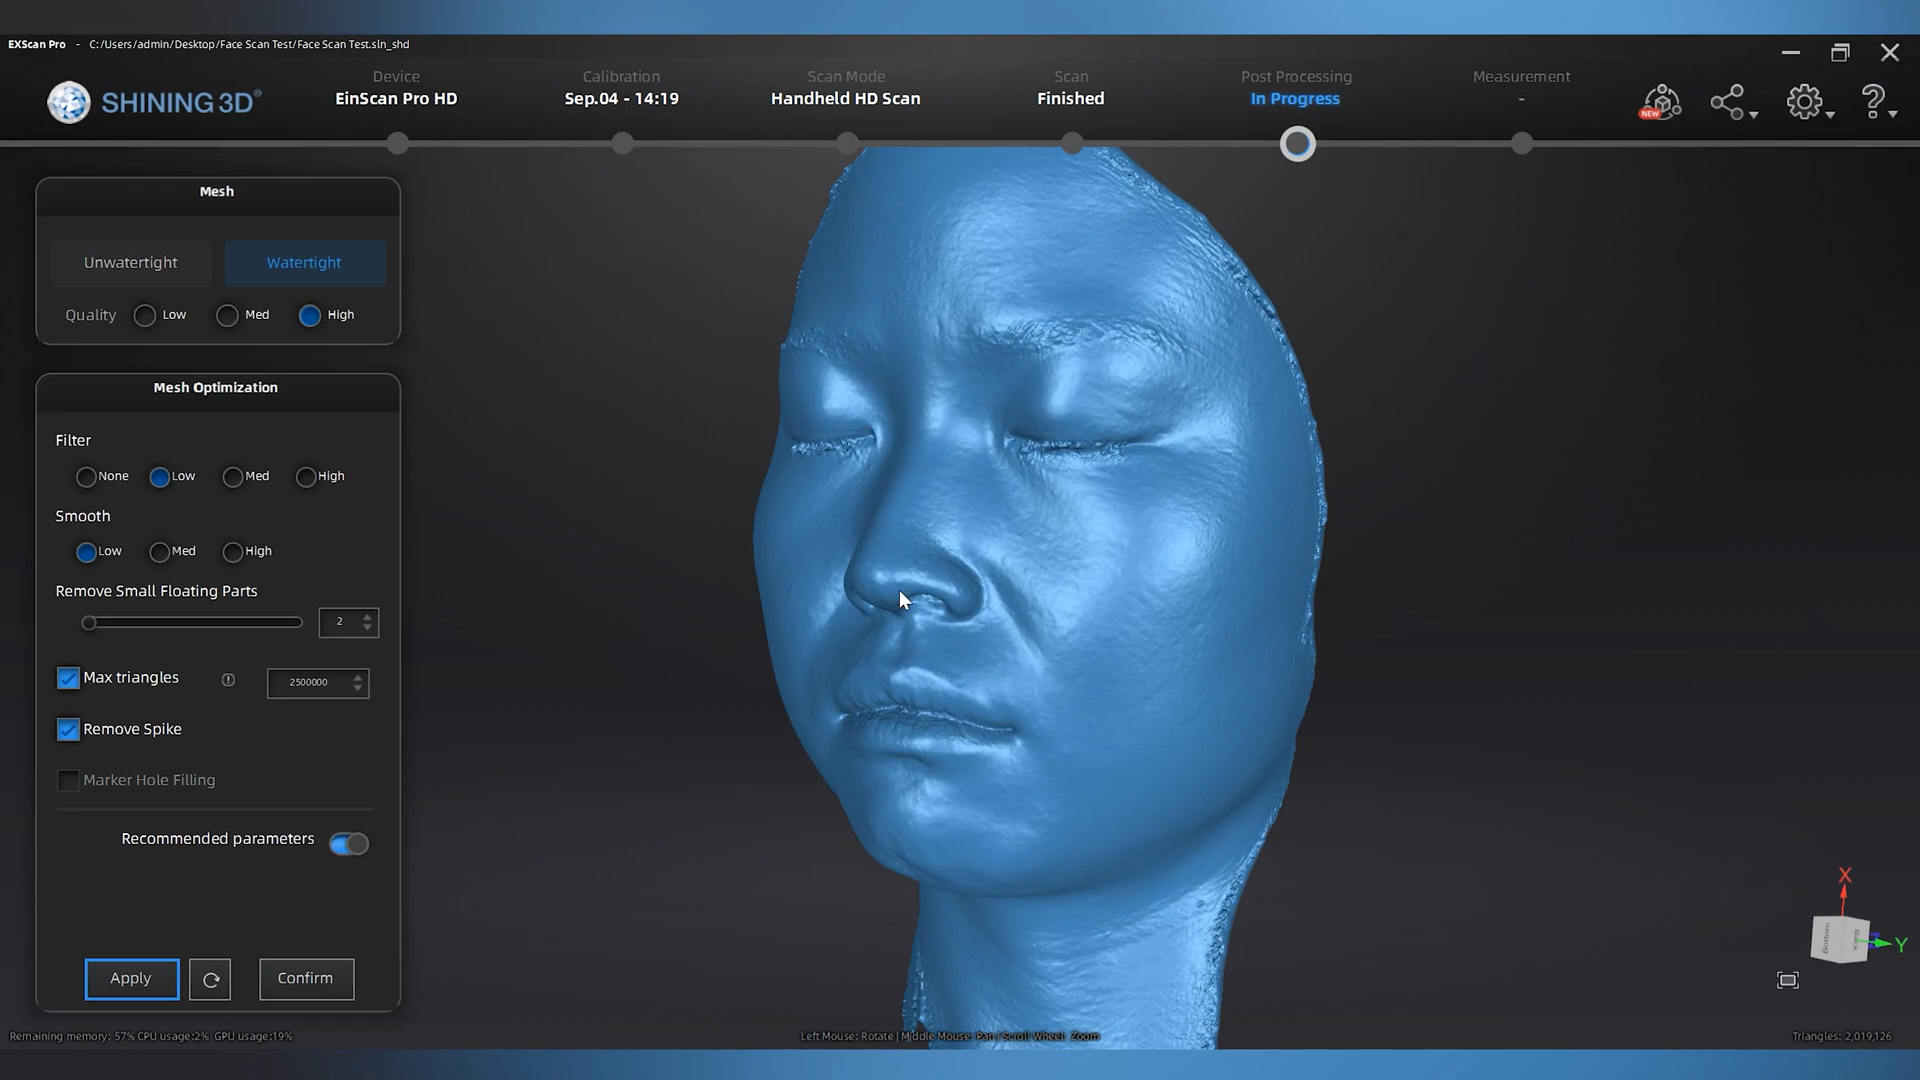 EXScan Pro - C:/Users/admin/Desktop/Face Scan Test/Face Scan Test.sln_shd
SHINING 3D®
Device
EinScan Pro HD
Calibration
Sep.04 - 14:19
Scan Mode
Handheld HD Scan
Scan
Finished
Post Processing
In Progress
Measurement
-
NEW
Mesh
Unwatertight
Watertight
Quality Low Med High
Mesh Optimization
Filter
None Low Med High
Smooth
Low Med High
Remove Small Floating Parts
2
Max triangles 2500000
Remove Spike
Marker Hole Filling
Recommended parameters
Apply
Confirm
X
Bottom
Back
Z
Y
Remaining memory: 57% CPU usage:2% GPU usage:19%
Left Mouse: Rotate | Middle Mouse: Pan | Scroll Wheel: Zoom
Triangles: 2,019,126